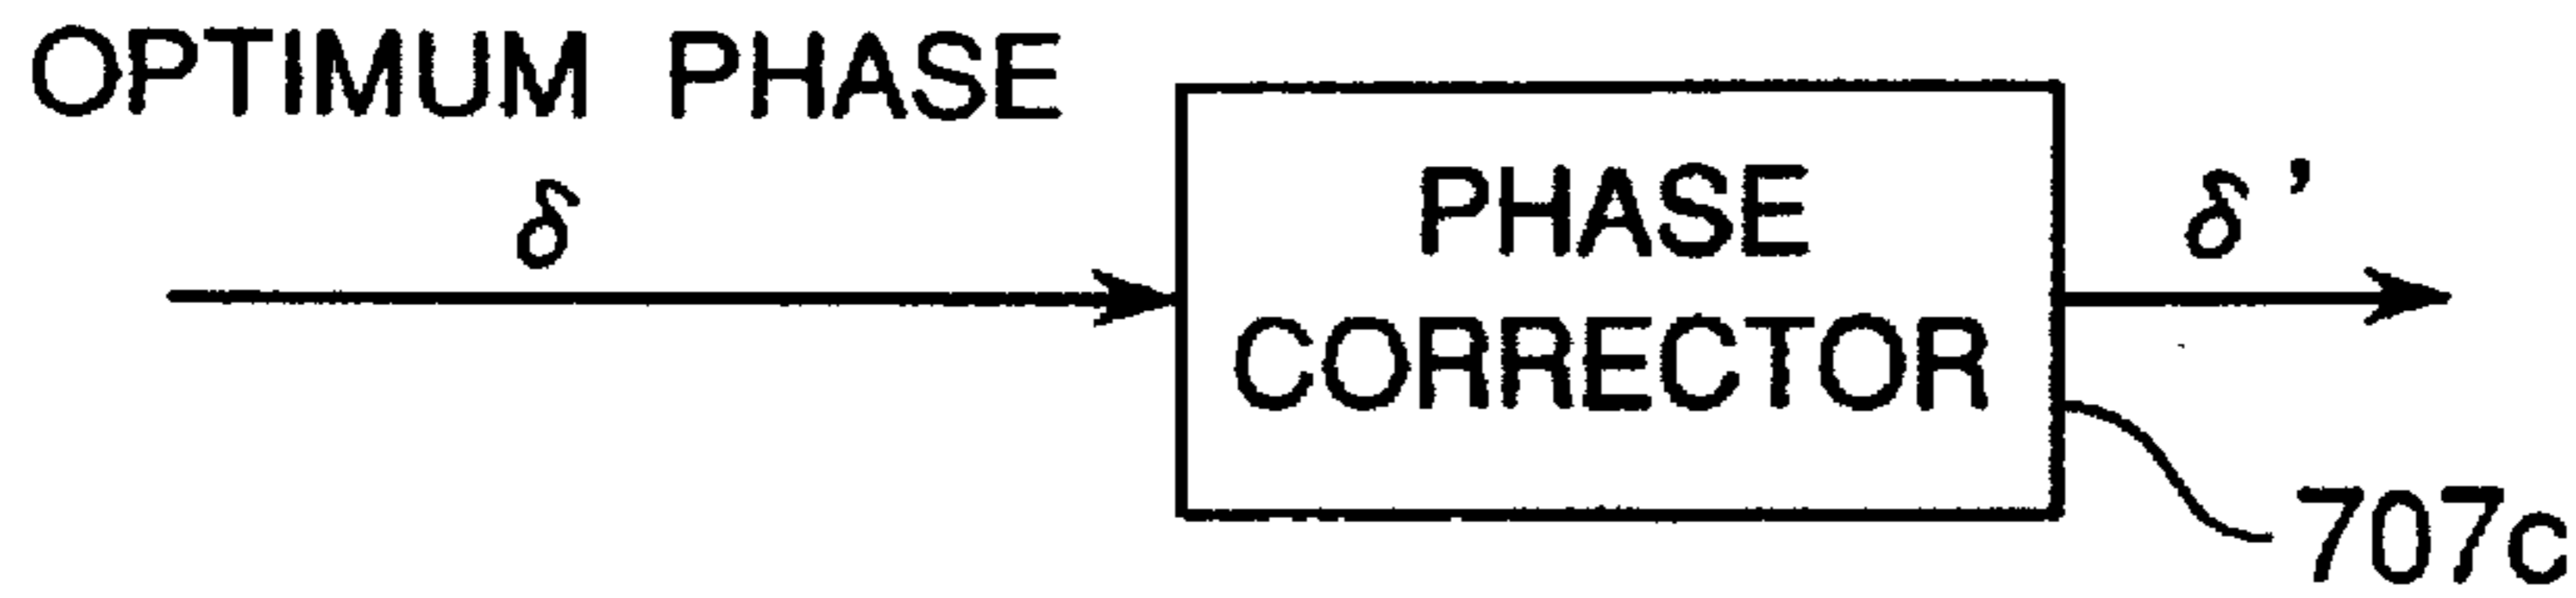 OPTIMUM PHASE
δ
PHASE
CORRECTOR
δ'
707c